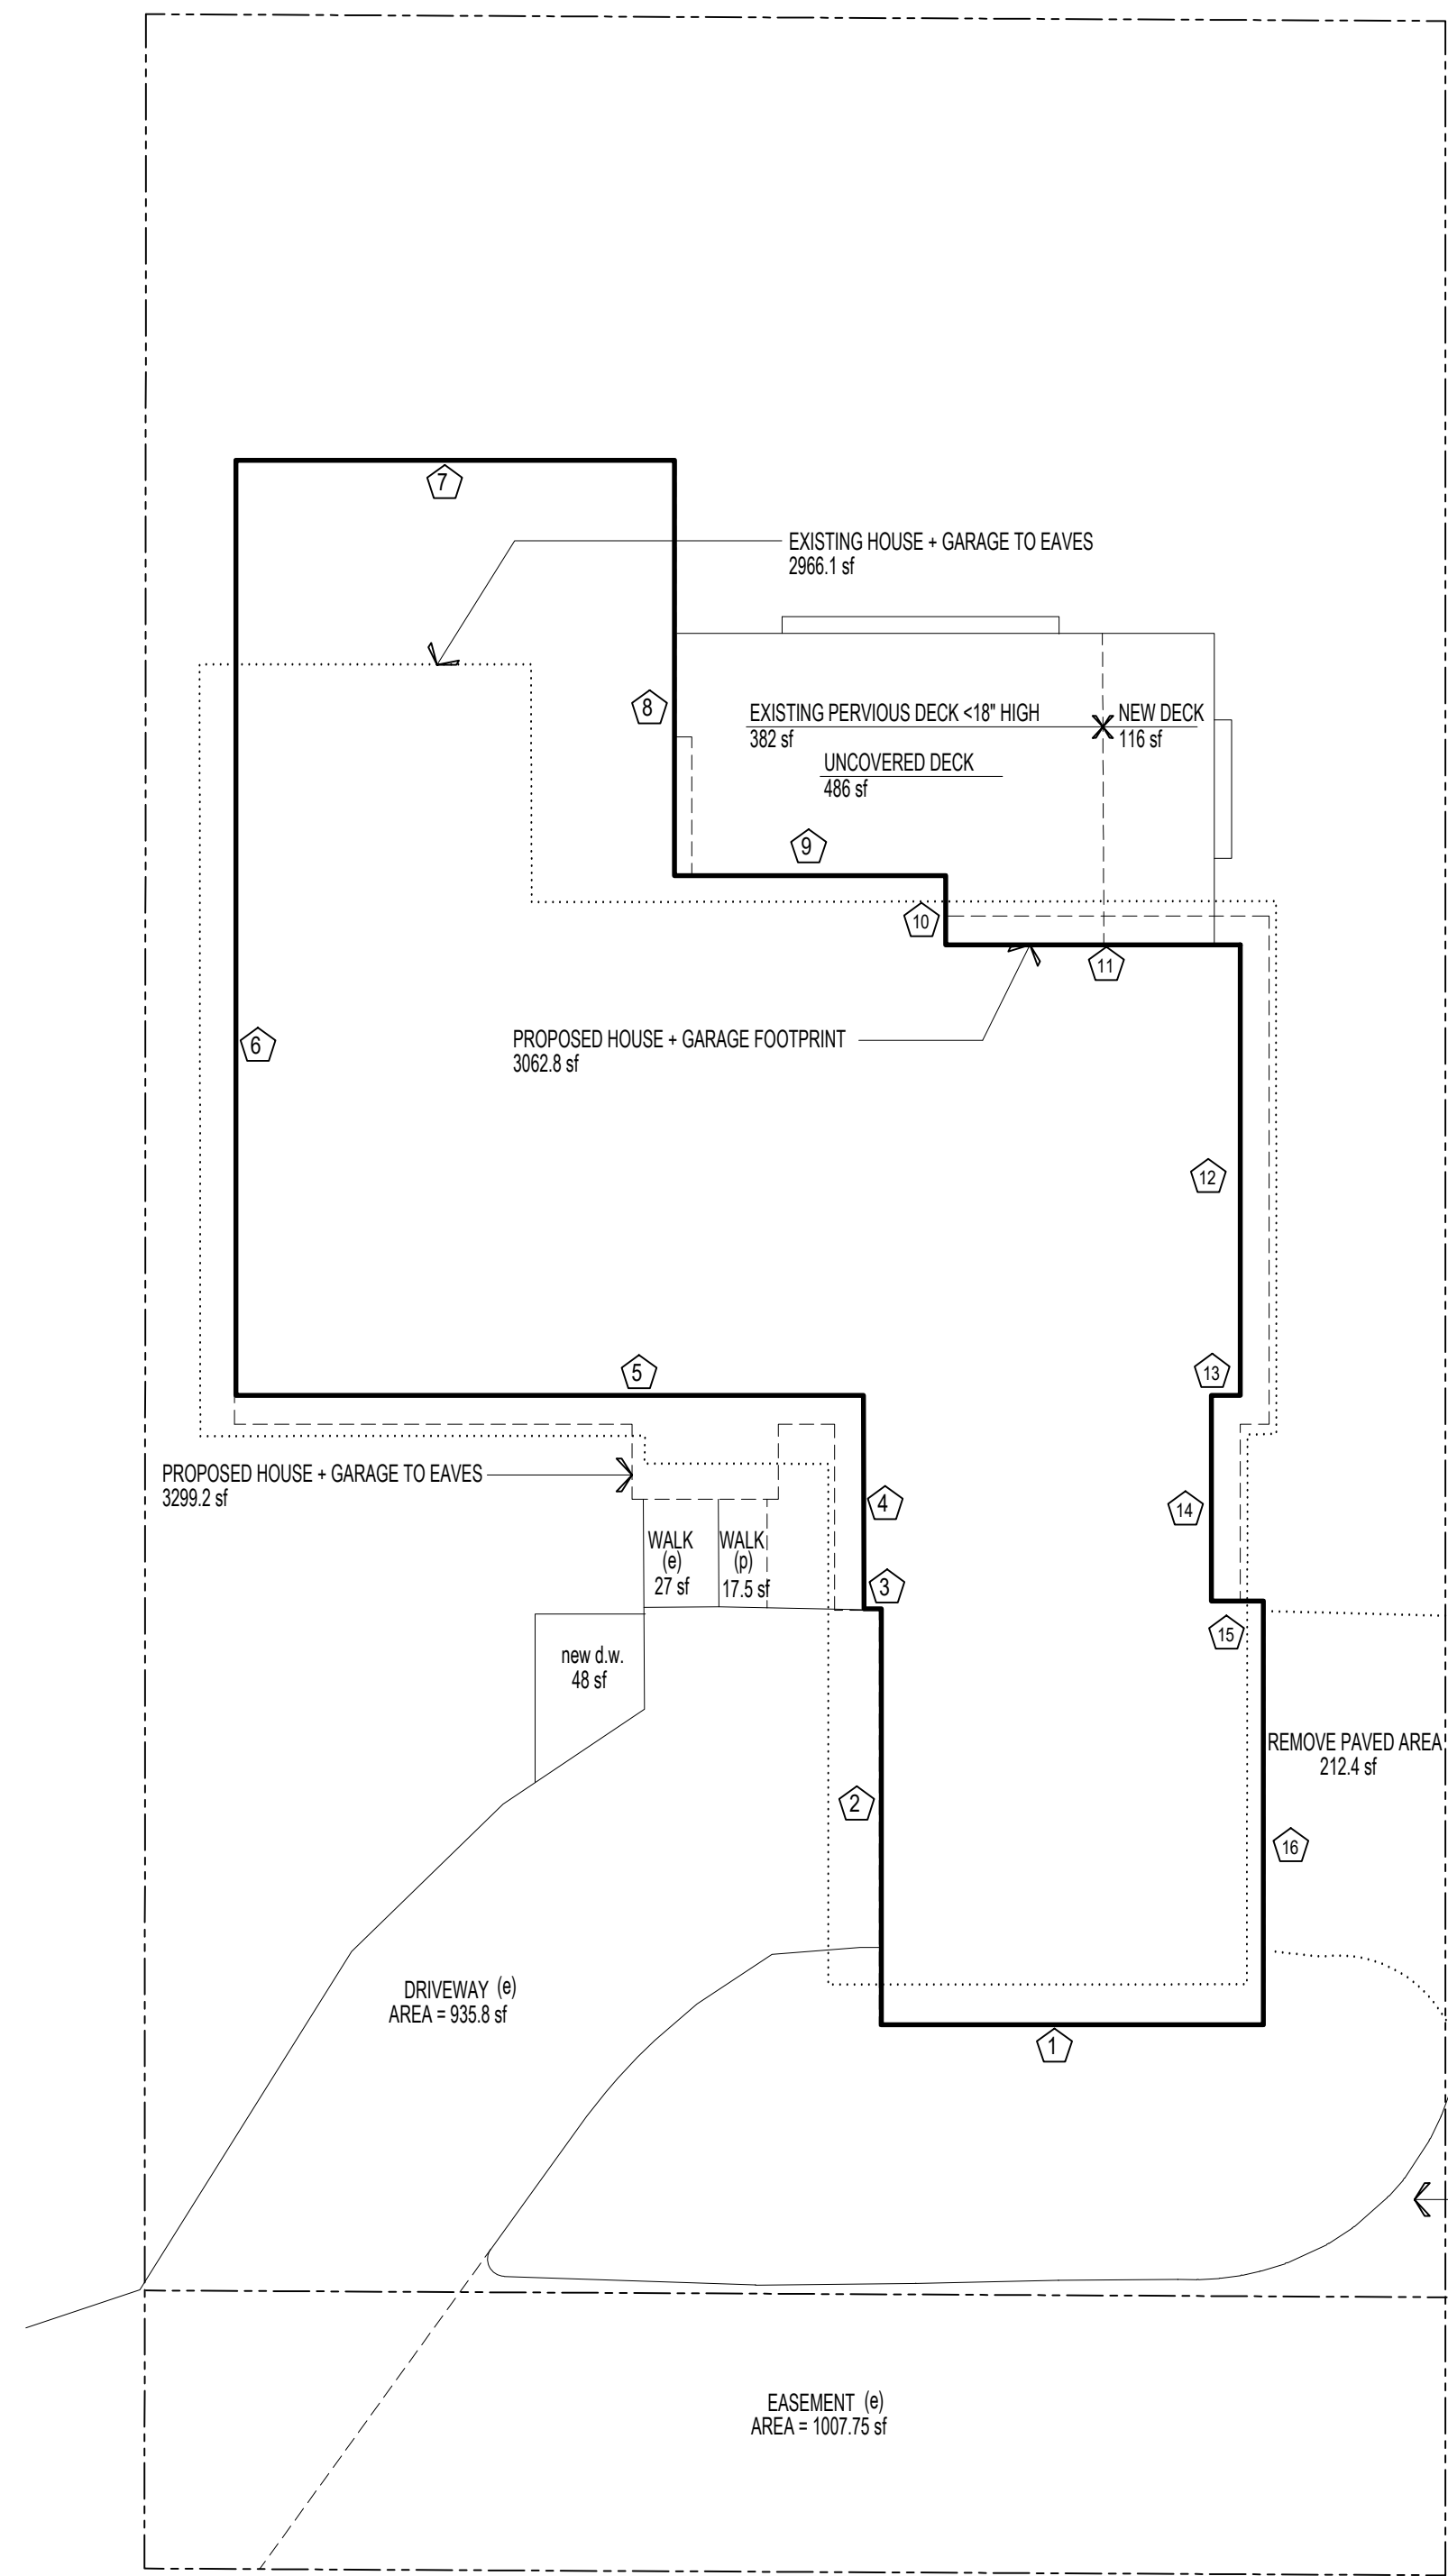 7
EXISTING HOUSE + GARAGE TO EAVES
2966.1 sf
8
EXISTING PERVIOUS DECK <18" HIGH
382 sf
NEW DECK
116 sf
UNCOVERED DECK
486 sf
9
10
11
PROPOSED HOUSE + GARAGE FOOTPRINT
3062.8 sf
6
12
5
13
PROPOSED HOUSE + GARAGE TO EAVES
3299.2 sf
4
14
WALK
(e)
27 sf
WALK
(p)
17.5 sf
3
15
new d.w.
48 sf
REMOVE PAVED AREA
212.4 sf
2
16
DRIVEWAY (e)
AREA = 935.8 sf
1
EASEMENT (e)
AREA = 1007.75 sf